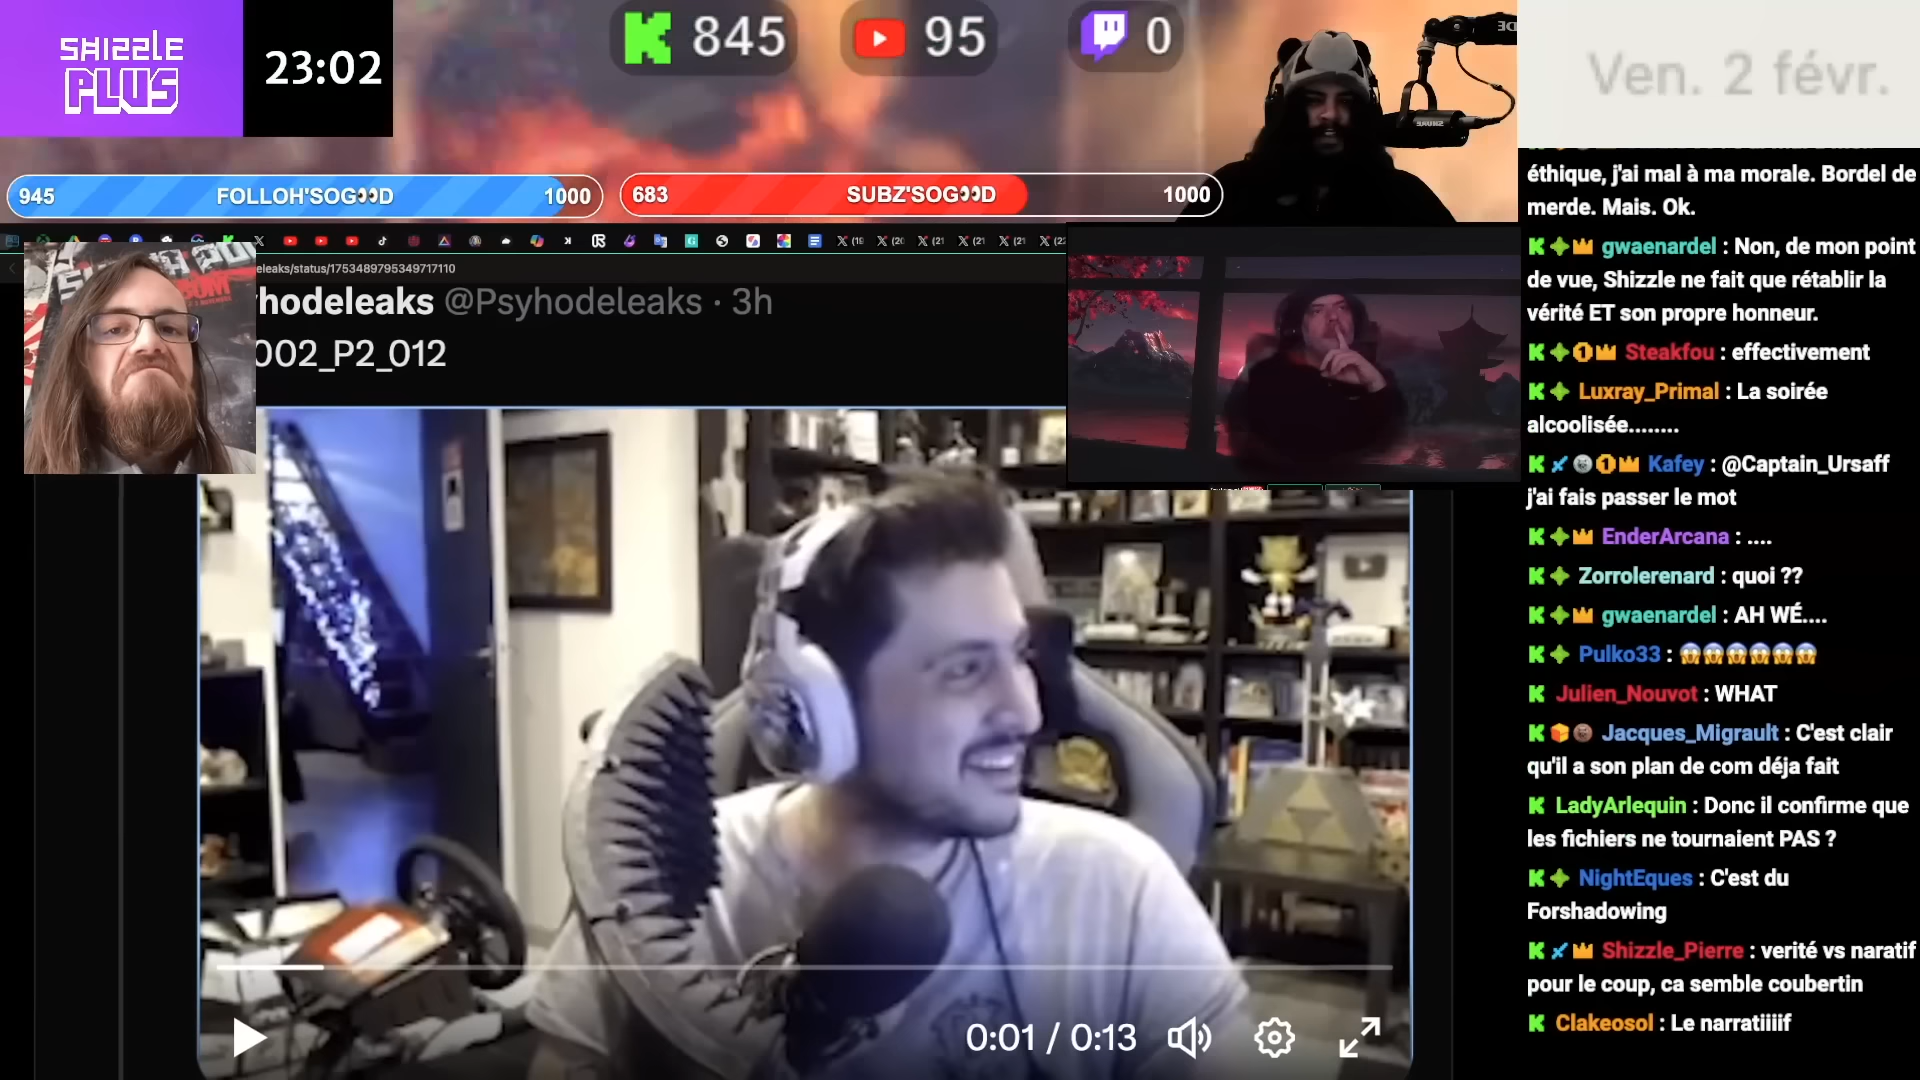 SHIZZLE
PLUS
23:02
845
95
0
Ven. 2 févr.
945 FOLLOH'SOG👀D 1000
683 SUBZ'SOG👀D 1000
eleaks/status/1753489795349717110
hodeleaks @Psyhodeleaks · 3h
002_P2_012
0:01 / 0:13
SHURE
éthique, j'ai mal à ma morale. Bordel de
merde. Mais. Ok.
gwaenardel : Non, de mon point
de vue, Shizzle ne fait que rétablir la
vérité ET son propre honneur.
Steakfou : effectivement
Luxray_Primal : La soirée
alcoolisée........
Kafey : @Captain_Ursaff
j'ai fais passer le mot
EnderArcana : ....
Zorrolerenard : quoi ??
gwaenardel : AH WÉ....
Pulko33 : 😱😱😱😱😱😱
Julien_Nouvot : WHAT
Jacques_Migrault : C'est clair
qu'il a son plan de com déja fait
LadyArlequin : Donc il confirme que
les fichiers ne tournaient PAS ?
NightEques : C'est du
Forshadowing
Shizzle_Pierre : verité vs naratif
pour le coup, ca semble coubertin
Clakeosol : Le narratiiiif